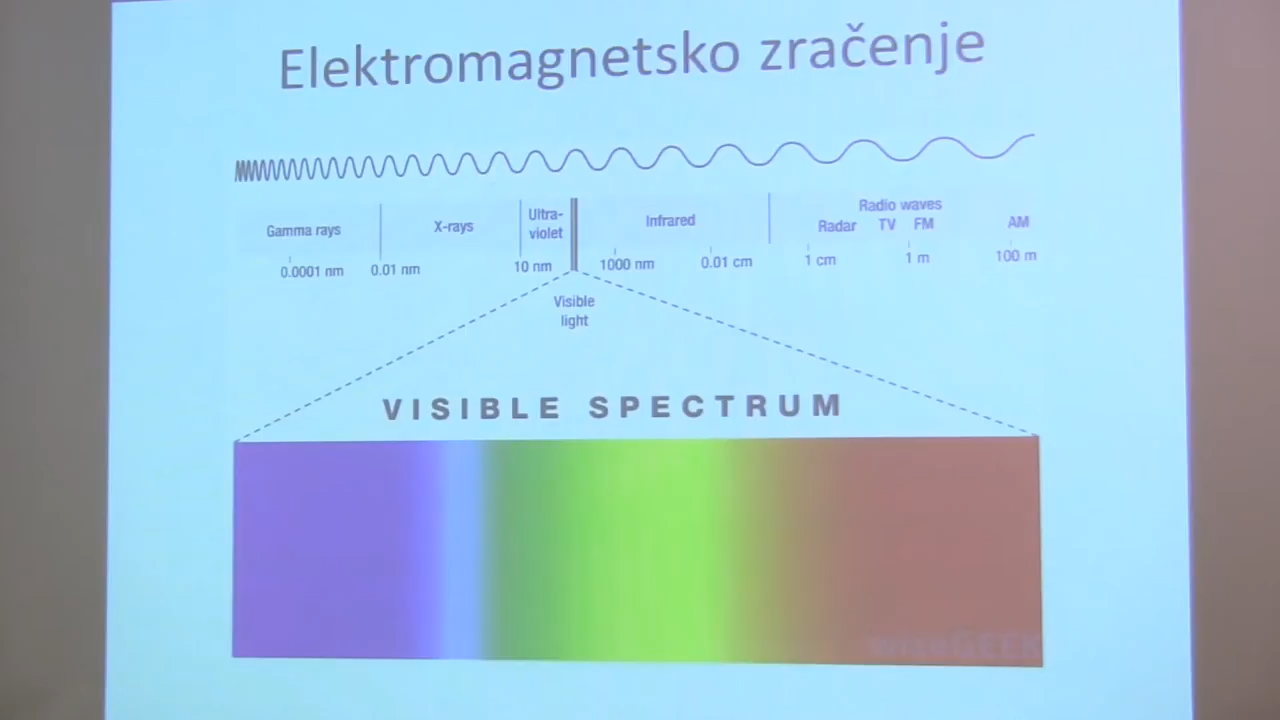 Elektromagnetsko zračenje
Gamma rays
X-rays
Ultra-
violet
Infrared
Radio waves
Radar TV FM
AM
0.0001 nm
0.01 nm
10 nm
1000 nm
0.01 cm
1 cm
1 m
100 m
Visible
light
VISIBLE SPECTRUM
wiseGEEK